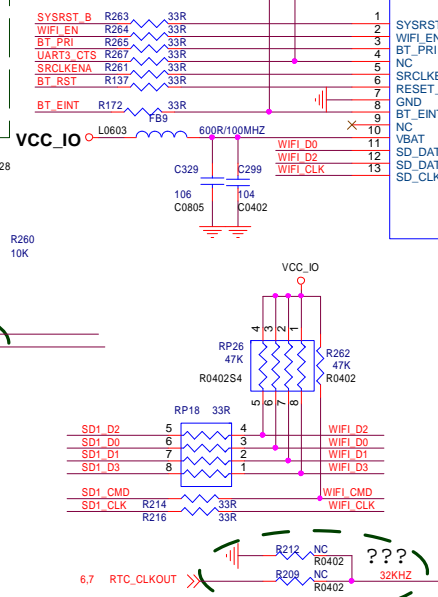 SYSRST_B R263 33R 1 SYSRST
WIFI_EN R264 33R 2 WIFI_EN
BT_PRI R265 33R 3 BT_PRI
UART3_CTS R267 33R 4 NC
SRCLKENA R261 33R 5 SRCLKE
BT_RST R137 33R 6 RESET_
7 GND
BT_EINT R172 33R 8 BT_EINT
FB9 9 NC
VCC_IO L0603 600R/100MHZ 10 VBAT
WIFI_D0 11 SD_DAT
WIFI_D2 12 SD_DAT
WIFI_CLK 13 SD_CLK
28
C329 C299
106 104
C0805 C0402
R260
10K
VCC_IO
4 3 2 1
RP26 R262
47K 47K
R0402S4 R0402
5 6 7 8
RP18 33R
SD1_D2 5 4 WIFI_D2
SD1_D0 6 3 WIFI_D0
SD1_D1 7 2 WIFI_D1
SD1_D3 8 1 WIFI_D3
SD1_CMD R214 33R WIFI_CMD
SD1_CLK R216 33R WIFI_CLK
R212 NC ???
R0402
6,7 RTC_CLKOUT R209 NC 32KHZ
R0402